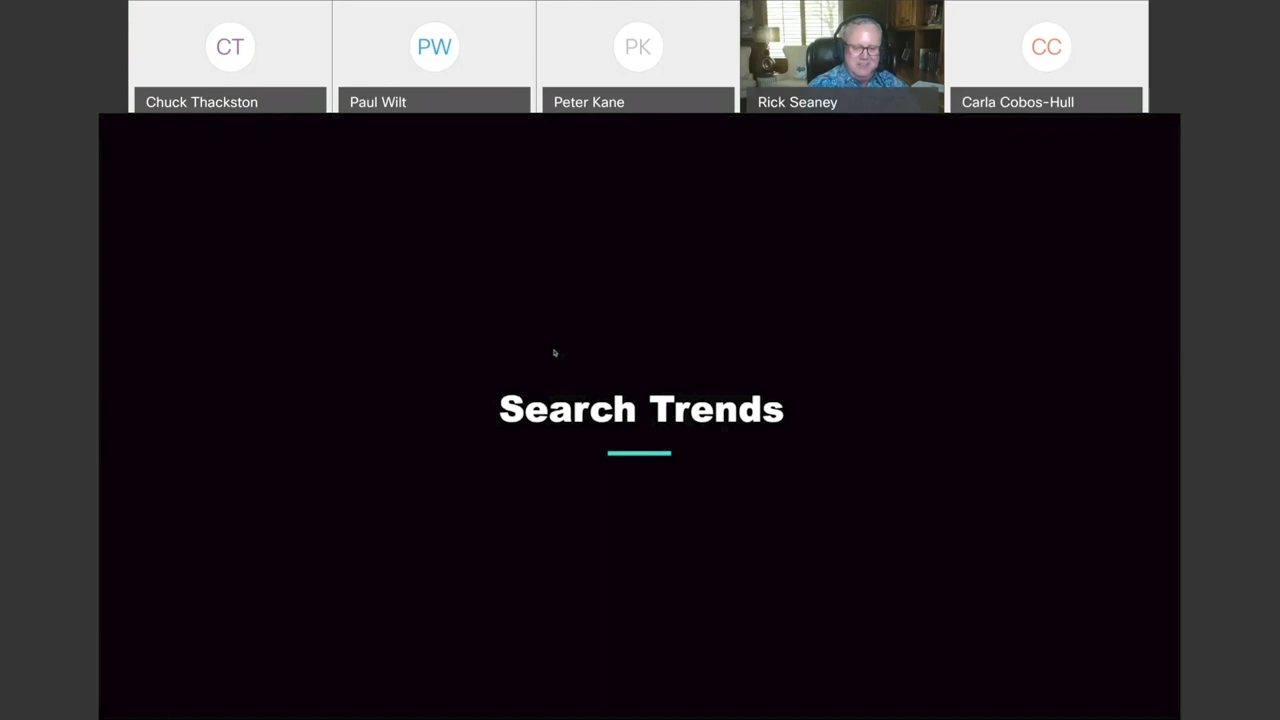 CT
PW
PK
CC
Chuck Thackston
Paul Wilt
Peter Kane
Rick Seaney
Carla Cobos-Hull
Search Trends